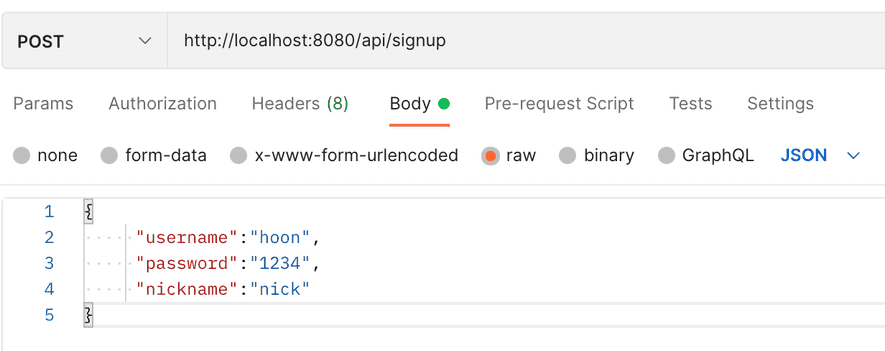 POST http://localhost:8080/api/signup
Params Authorization Headers (8) Body Pre-request Script Tests Settings
none form-data x-www-form-urlencoded raw binary GraphQL JSON
1 {
2 "username":"hoon",
3 "password":"1234",
4 "nickname":"nick"
5 }